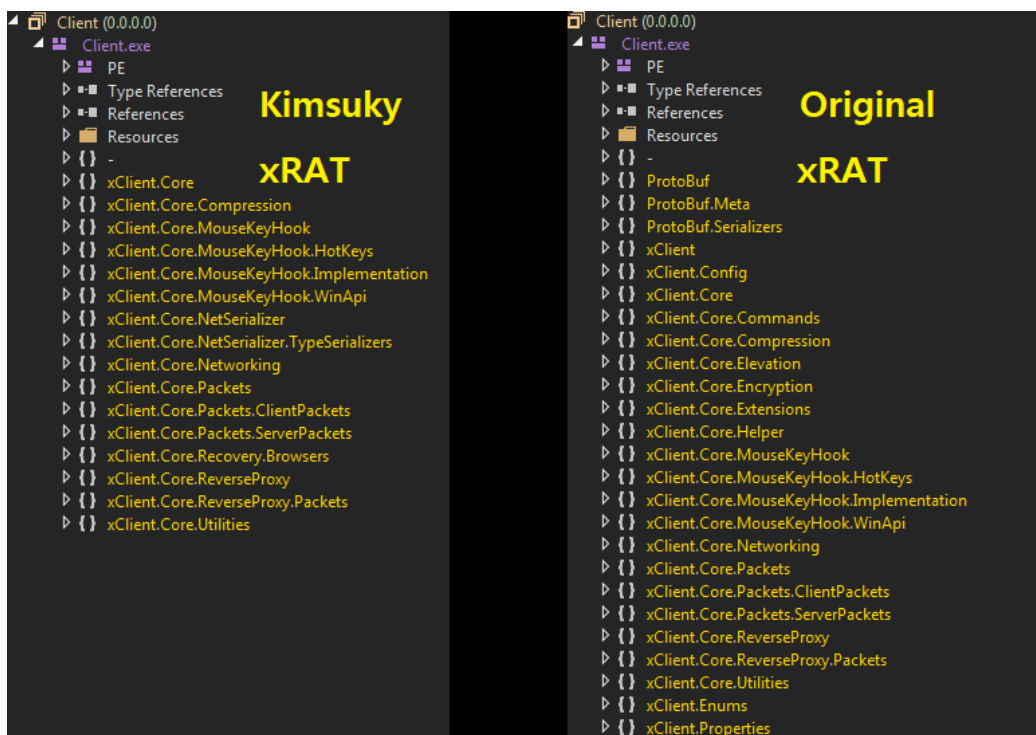 Client (0.0.0.0)
Client.exe
PE
Type References
References
Resources
{ } -
{ } xClient.Core
{ } xClient.Core.Compression
{ } xClient.Core.MouseKeyHook
{ } xClient.Core.MouseKeyHook.HotKeys
{ } xClient.Core.MouseKeyHook.Implementation
{ } xClient.Core.MouseKeyHook.WinApi
{ } xClient.Core.NetSerializer
{ } xClient.Core.NetSerializer.TypeSerializers
{ } xClient.Core.Networking
{ } xClient.Core.Packets
{ } xClient.Core.Packets.ClientPackets
{ } xClient.Core.Packets.ServerPackets
{ } xClient.Core.Recovery.Browsers
{ } xClient.Core.ReverseProxy
{ } xClient.Core.ReverseProxy.Packets
{ } xClient.Core.Utilities
Kimsuky
xRAT
Client (0.0.0.0)
Client.exe
PE
Type References
References
Resources
{ } -
{ } ProtoBuf
{ } ProtoBuf.Meta
{ } ProtoBuf.Serializers
{ } xClient
{ } xClient.Config
{ } xClient.Core
{ } xClient.Core.Commands
{ } xClient.Core.Compression
{ } xClient.Core.Elevation
{ } xClient.Core.Encryption
{ } xClient.Core.Extensions
{ } xClient.Core.Helper
{ } xClient.Core.MouseKeyHook
{ } xClient.Core.MouseKeyHook.HotKeys
{ } xClient.Core.MouseKeyHook.Implementation
{ } xClient.Core.MouseKeyHook.WinApi
{ } xClient.Core.Networking
{ } xClient.Core.Packets
{ } xClient.Core.Packets.ClientPackets
{ } xClient.Core.Packets.ServerPackets
{ } xClient.Core.ReverseProxy
{ } xClient.Core.ReverseProxy.Packets
{ } xClient.Core.Utilities
{ } xClient.Enums
{ } xClient.Properties
Original
xRAT